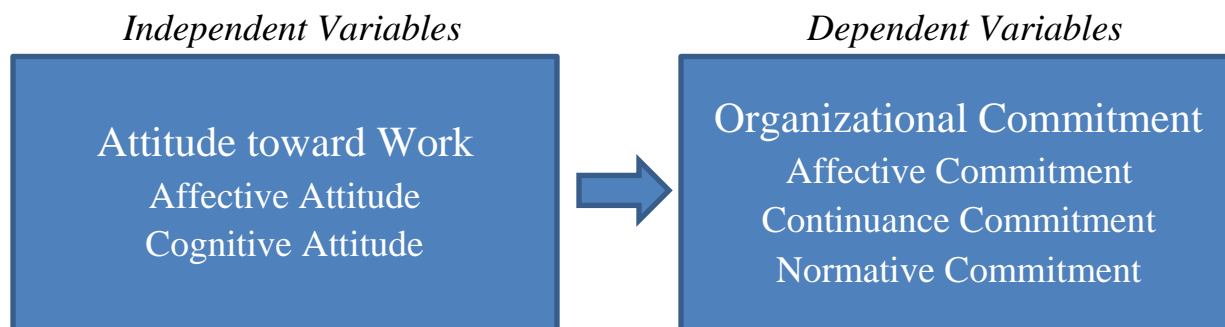 Independent Variables
Dependent Variables
Attitude toward Work
Affective Attitude
Cognitive Attitude
Organizational Commitment
Affective Commitment
Continuance Commitment
Normative Commitment